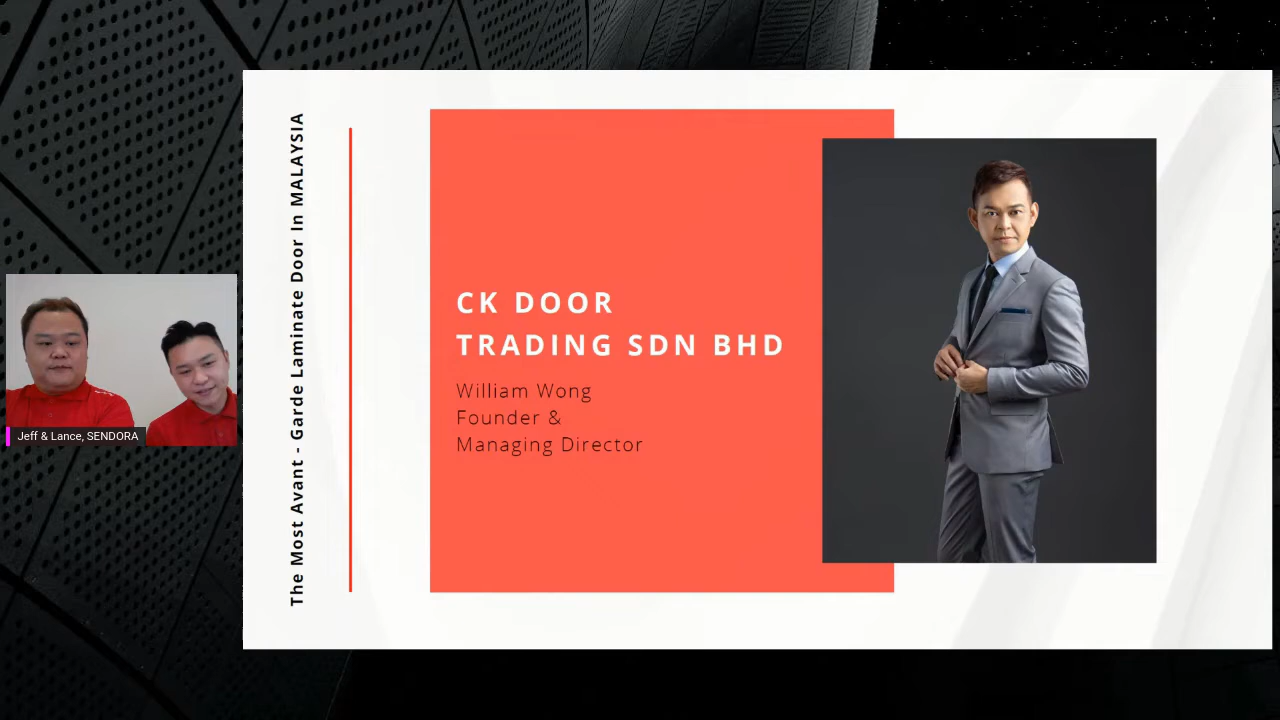 The Most Avant - Garde Laminate Door In MALAYSIA
CK DOOR
TRADING SDN BHD
William Wong
Founder &
Managing Director
Jeff & Lance, SENDORA